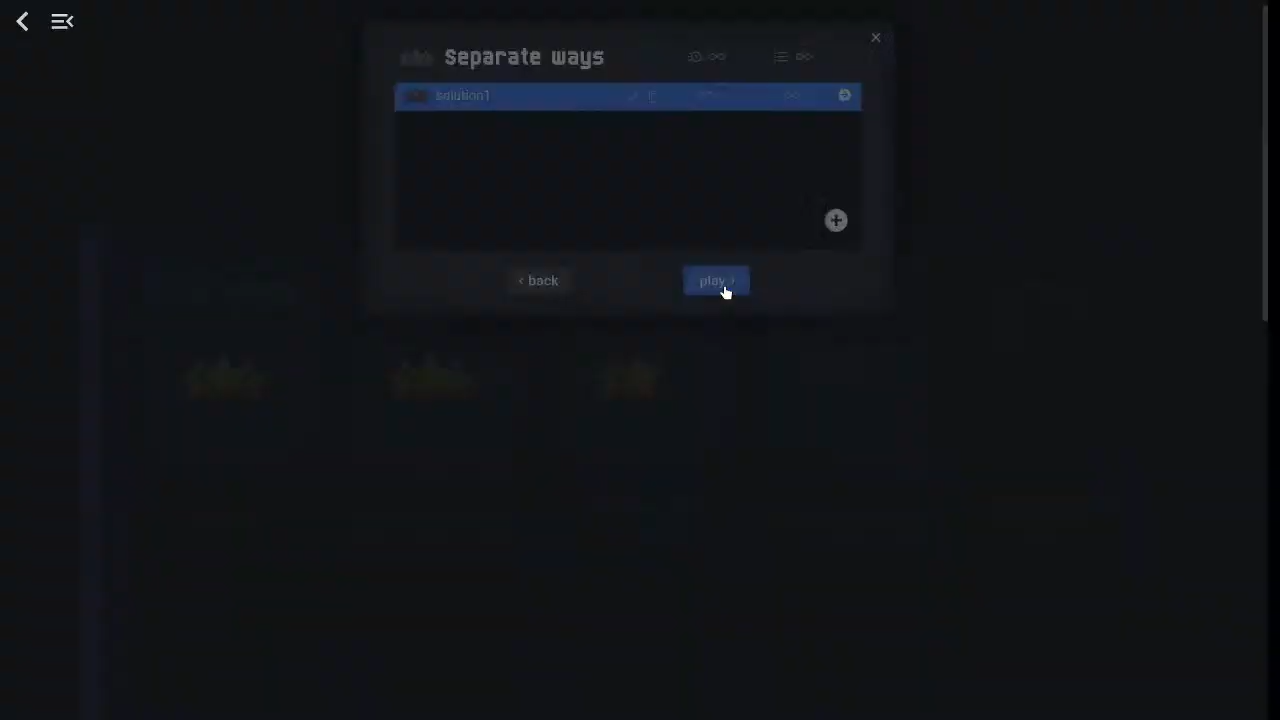 Separate ways
solution1
‹ back
play ›